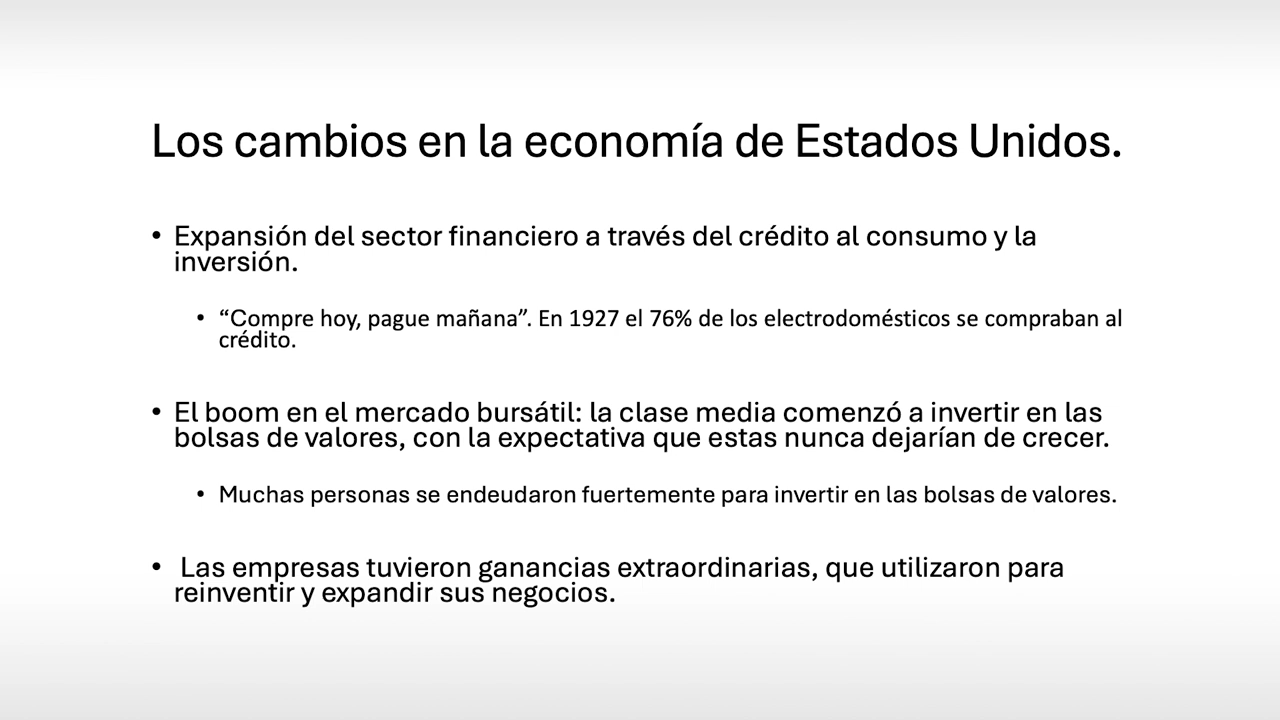 Los cambios en la economía de Estados Unidos.
• Expansión del sector financiero a través del crédito al consumo y la
inversión.
• “Compre hoy, pague mañana”. En 1927 el 76% de los electrodomésticos se compraban al
crédito.
• El boom en el mercado bursátil: la clase media comenzó a invertir en las
bolsas de valores, con la expectativa que estas nunca dejarían de crecer.
• Muchas personas se endeudaron fuertemente para invertir en las bolsas de valores.
• Las empresas tuvieron ganancias extraordinarias, que utilizaron para
reinventir y expandir sus negocios.